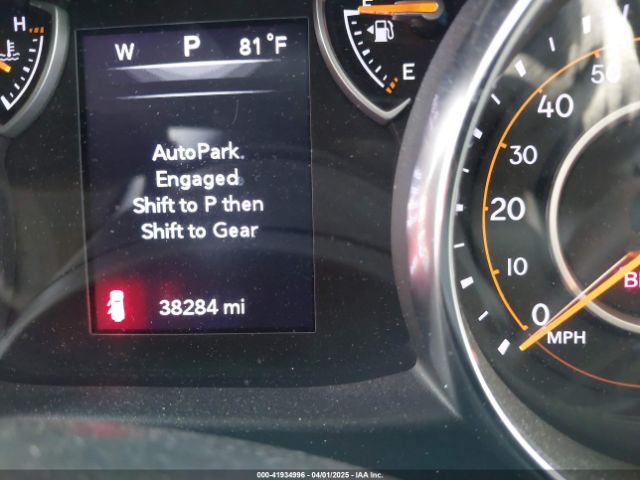 H
W P 81°F
F
E
AutoPark
Engaged
Shift to P then
Shift to Gear
38284 mi
50
40
30
20
10
0
MPH
000-41934996 - 04/01/2025 - IAA Inc.